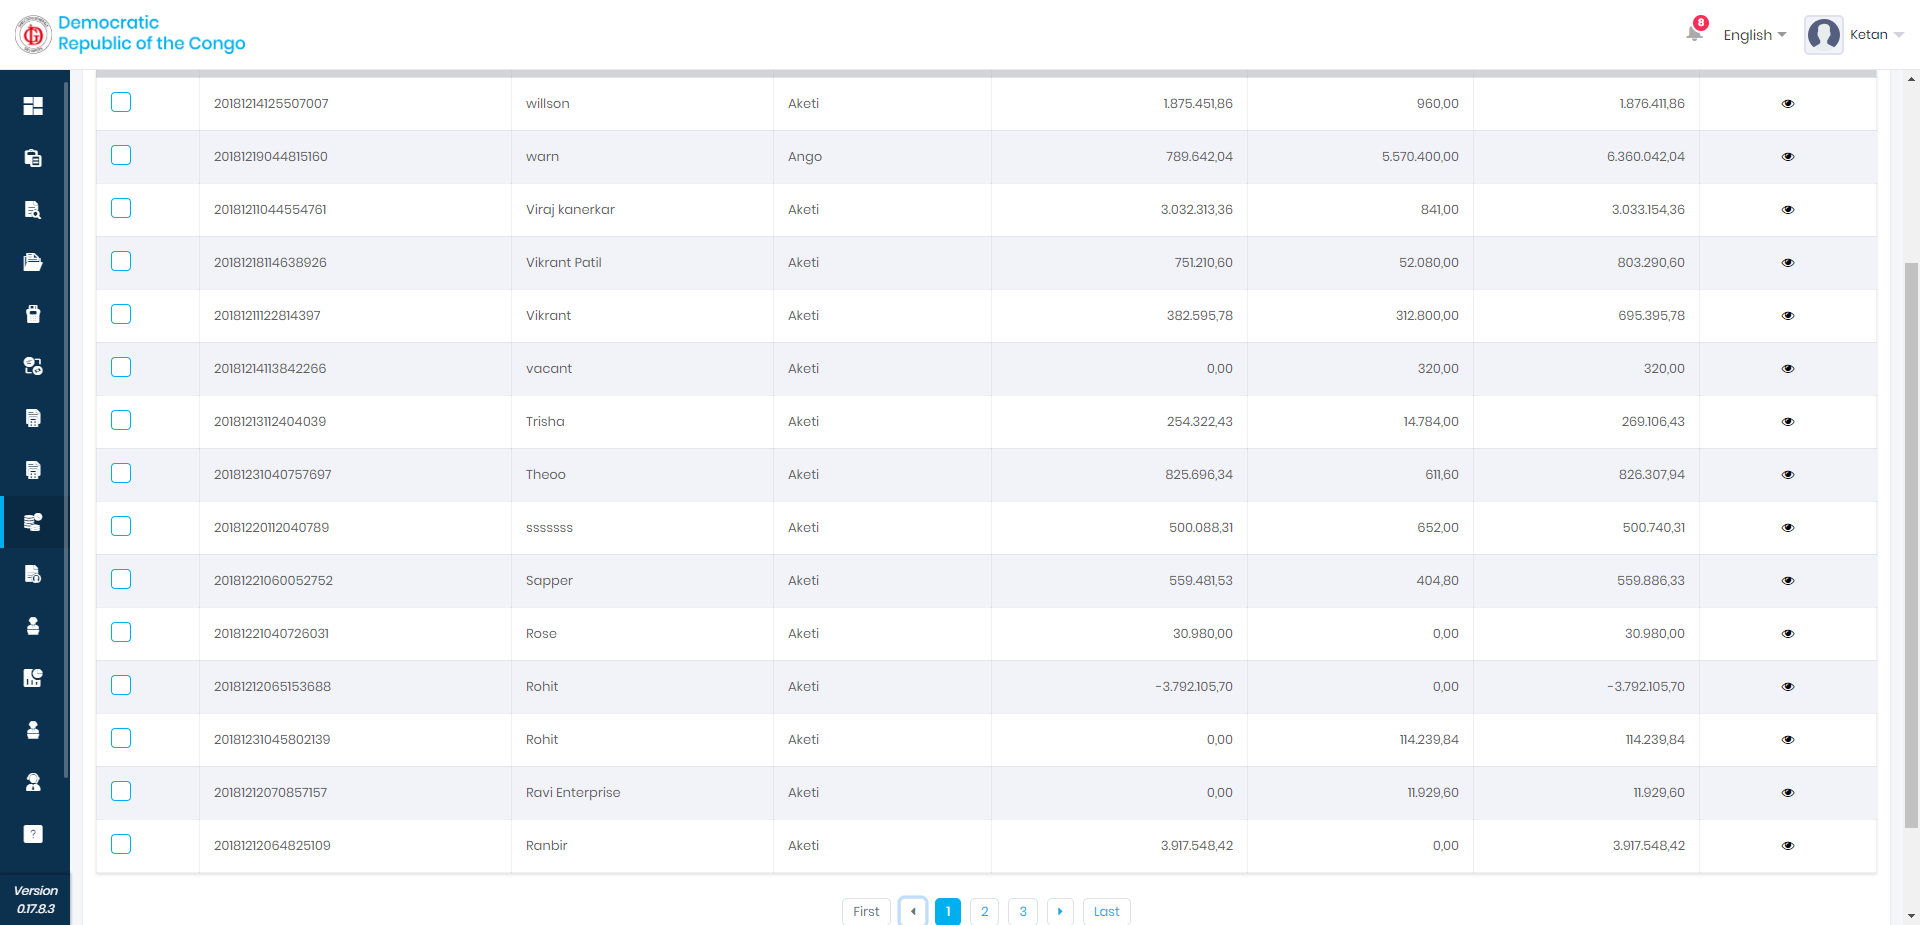 Democratic
Republic of the Congo
8
English
Ketan
20181214125507007 willson Aketi 1.875.451,86 960,00 1.876.411,86
20181219044815160 warn Ango 789.642,04 5.570.400,00 6.360.042,04
20181211044554761 Viraj kanerkar Aketi 3.032.313,36 841,00 3.033.154,36
20181218114638926 Vikrant Patil Aketi 751.210,60 52.080,00 803.290,60
20181211122814397 Vikrant Aketi 382.595,78 312.800,00 695.395,78
20181214113842266 vacant Aketi 0,00 320,00 320,00
20181213112404039 Trisha Aketi 254.322,43 14.784,00 269.106,43
20181231040757697 Theoo Aketi 825.696,34 611,60 826.307,94
20181220112040789 sssssss Aketi 500.088,31 652,00 500.740,31
20181221060052752 Sapper Aketi 559.481,53 404,80 559.886,33
20181221040726031 Rose Aketi 30.980,00 0,00 30.980,00
20181212065153688 Rohit Aketi -3.792.105,70 0,00 -3.792.105,70
20181231045802139 Rohit Aketi 0,00 114.239,84 114.239,84
20181212070857157 Ravi Enterprise Aketi 0,00 11.929,60 11.929,60
20181212064825109 Ranbir Aketi 3.917.548,42 0,00 3.917.548,42
Version
0.17.8.3
First 1 2 3 Last